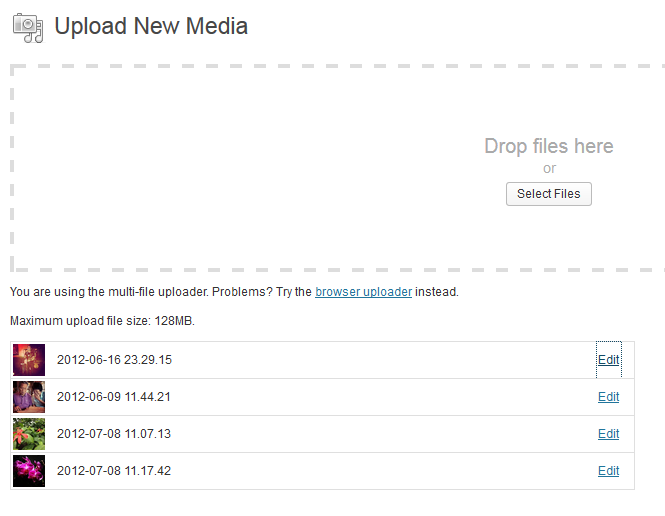 Upload New Media
Drop files here
or
Select Files
You are using the multi-file uploader. Problems? Try the browser uploader instead.
Maximum upload file size: 128MB.
2012-06-16 23.29.15 Edit
2012-06-09 11.44.21 Edit
2012-07-08 11.07.13 Edit
2012-07-08 11.17.42 Edit